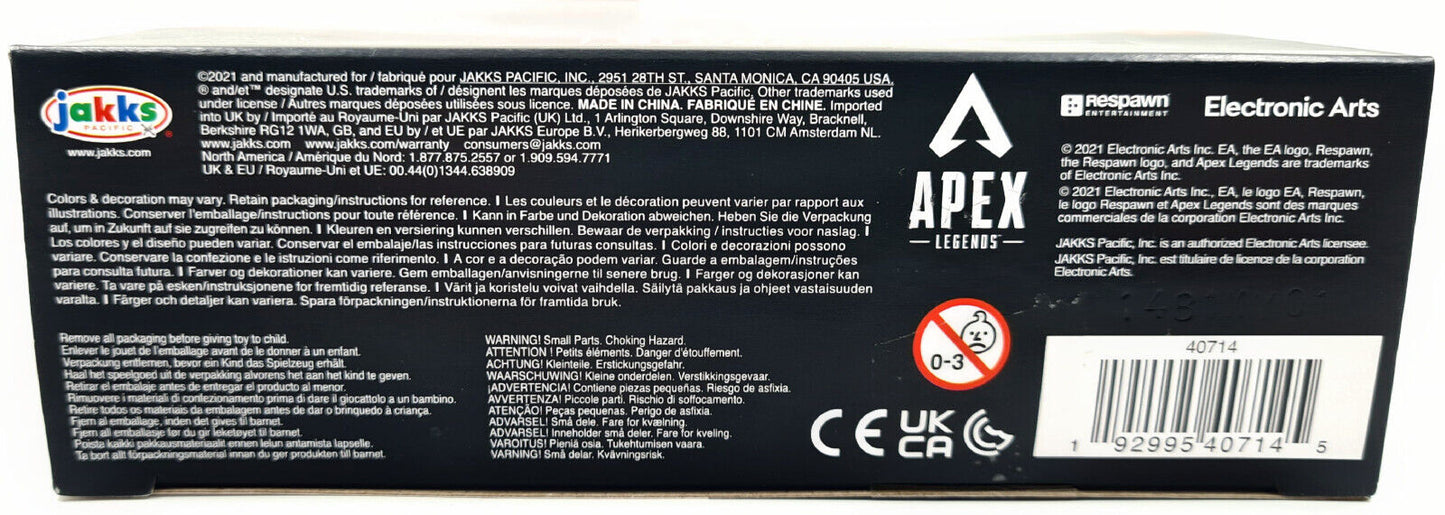 jakks
PACIFIC
®
www.jakks.com
©2021 and manufactured for / fabriqué pour JAKKS PACIFIC, INC., 2951 28TH ST., SANTA MONICA, CA 90405 USA.
® and/et™ designate U.S. trademarks of / désignent les marques déposées de JAKKS Pacific, Other trademarks used
under license / Autres marques déposées utilisées sous licence. MADE IN CHINA. FABRIQUÉ EN CHINE. Imported
into UK by / Importé au Royaume-Uni par JAKKS Pacific (UK) Ltd., 1 Arlington Square, Downshire Way, Bracknell,
Berkshire RG12 1WA, GB, and EU by / et UE par JAKKS Europe B.V., Herikerbergweg 88, 1101 CM Amsterdam NL.
www.jakks.com www.jakks.com/warranty consumers@jakks.com
North America / Amérique du Nord: 1.877.875.2557 or 1.909.594.7771
UK & EU / Royaume-Uni et UE: 00.44(0)1344.638909
Colors & decoration may vary. Retain packaging/instructions for reference. I Les couleurs et le décoration peuvent varier par rapport aux
illustrations. Conserver l'emballage/instructions pour toute référence. I Kann in Farbe und Dekoration abweichen. Heben Sie die Verpackung
auf, um in Zukunft auf sie zugreifen zu können. I Kleuren en versiering kunnen verschillen. Bewaar de verpakking / instructies voor naslag. I
Los colores y el diseño pueden variar. Conservar el embalaje/las instrucciones para futuras consultas. I Colori e decorazioni possono
variare. Conservare la confezione e le istruzioni come riferimento. I A cor e a decoração podem variar. Guarde a embalagem/instruções
para consulta futura. I Farver og dekorationer kan variere. Gem emballagen/anvisningerne til senere brug. I Farger og dekorasjoner kan
variere. Ta vare på esken/instruksjonene for fremtidig referanse. I Värit ja koristelu voivat vaihdella. Säilytä pakkaus ja ohjeet vastaisuuden
varalta. I Färger och detaljer kan variera. Spara förpackningen/instruktionerna för framtida bruk.
Remove all packaging before giving toy to child.
Enlever le jouet de l'emballage avant de le donner à un enfant.
Verpackung entfernen, bevor ein Kind das Spielzeug erhält.
Haal het speelgoed uit de verpakking alvorens het aan het kind te geven.
Retirar el embalaje antes de entregar el producto al menor.
Rimuovere i materiali di confezionamento prima di dare il giocattolo a un bambino.
Retire todos os materiais da embalagem antes de dar o brinquedo à criança.
Fjern al emballage, inden det gives til barnet.
Fjern all emballasje før du gir leketøyet til barnet.
Poista kaikki pakkausmateriaalit ennen lelun antamista lapselle.
Ta bort allt förpackningsmaterial innan du ger produkten till barnet.
WARNING! Small Parts. Choking Hazard.
ATTENTION ! Petits éléments. Danger d'étouffement.
ACHTUNG! Kleinteile. Erstickungsgefahr.
WAARSCHUWING! Kleine onderdelen. Verstikkingsgevaar.
¡ADVERTENCIA! Contiene piezas pequeñas. Riesgo de asfixia.
AVVERTENZA! Piccole parti. Rischio di soffocamento.
ATENÇÃO! Peças pequenas. Perigo de asfixia.
ADVARSEL! Små dele. Fare for kvælning.
ADVARSEL! Inneholder små deler. Fare for kveling.
VAROITUS! Pieniä osia. Tukehtumisen vaara.
VARNING! Små delar. Kvävningsrisk.
APEX
LEGENDS
0-3
CE UK CA
Respawn
ENTERTAINMENT
Electronic Arts
© 2021 Electronic Arts Inc. EA, the EA logo, Respawn,
the Respawn logo, and Apex Legends are trademarks
of Electronic Arts Inc.
© 2021 Electronic Arts Inc., EA, le logo EA, Respawn,
le logo Respawn et Apex Legends sont des marques
commerciales de la corporation Electronic Arts Inc.
JAKKS Pacific, Inc. is an authorized Electronic Arts licensee.
JAKKS Pacific, Inc. est titulaire de licence de la corporation
Electronic Arts.
40714
1 92995 40714 5